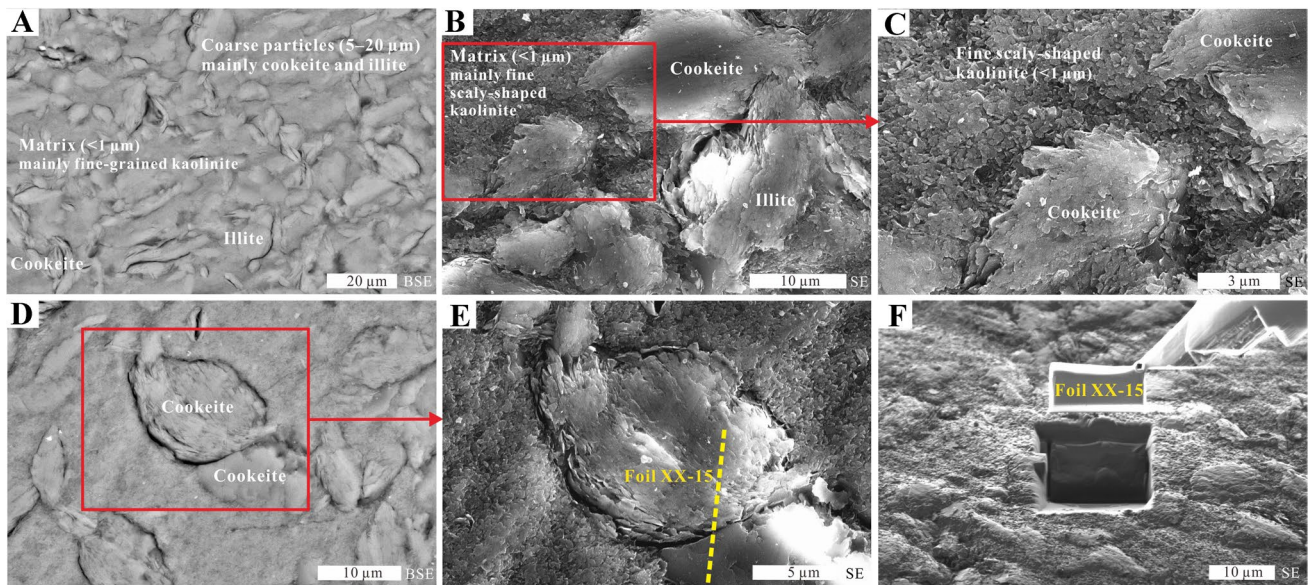 A
Coarse particles (5–20 μm)
mainly cookeite and illite
Matrix (<1 μm)
mainly fine-grained kaolinite
Illite
Cookeite
20 μm
BSE
B
Matrix (<1 μm)
mainly fine
scaly-shaped
kaolinite
Cookeite
Illite
10 μm
SE
C
Fine scaly-shaped
kaolinite (<1 μm)
Cookeite
Cookeite
3 μm
SE
D
Cookeite
Cookeite
10 μm
BSE
E
Foil XX-15
5 μm
SE
F
Foil XX-15
10 μm
SE